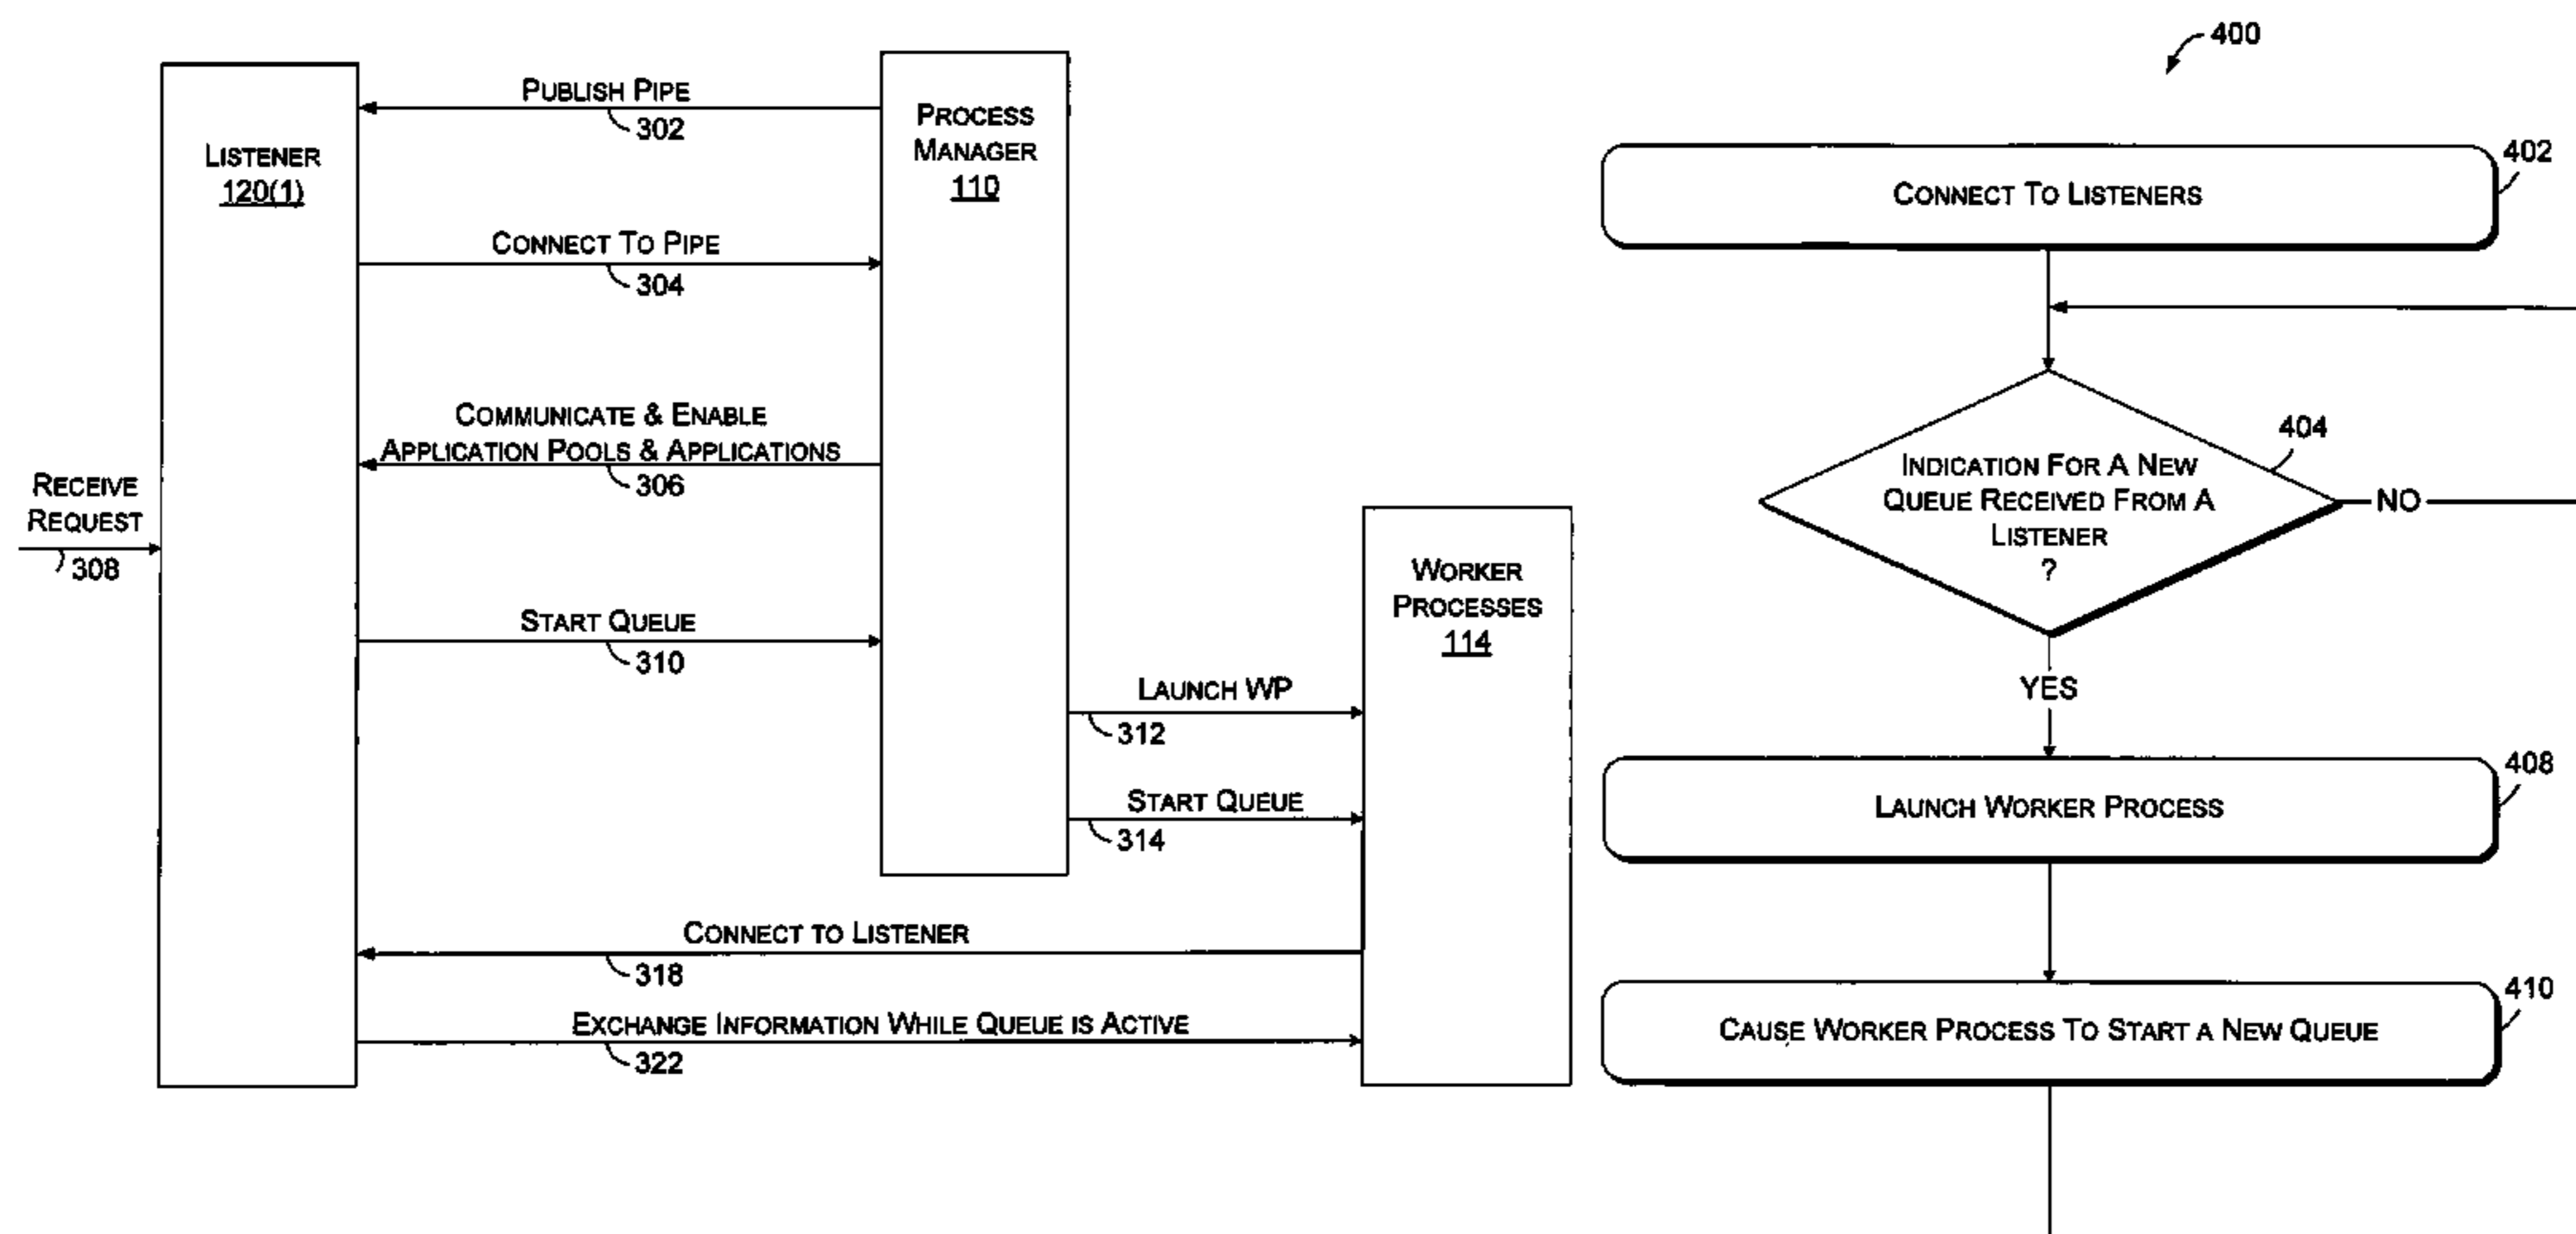 PUBLISH PIPE
302
LISTENER
120(1)
PROCESS
MANAGER
110
CONNECT TO PIPE
304
COMMUNICATE & ENABLE
APPLICATION POOLS & APPLICATIONS
306
RECEIVE
REQUEST
308
START QUEUE
310
WORKER
PROCESSES
114
LAUNCH WP
312
START QUEUE
314
CONNECT TO LISTENER
318
EXCHANGE INFORMATION WHILE QUEUE IS ACTIVE
322
400
402
CONNECT TO LISTENERS
404
INDICATION FOR A NEW
QUEUE RECEIVED FROM A
LISTENER
?
NO
YES
408
LAUNCH WORKER PROCESS
410
CAUSE WORKER PROCESS TO START A NEW QUEUE